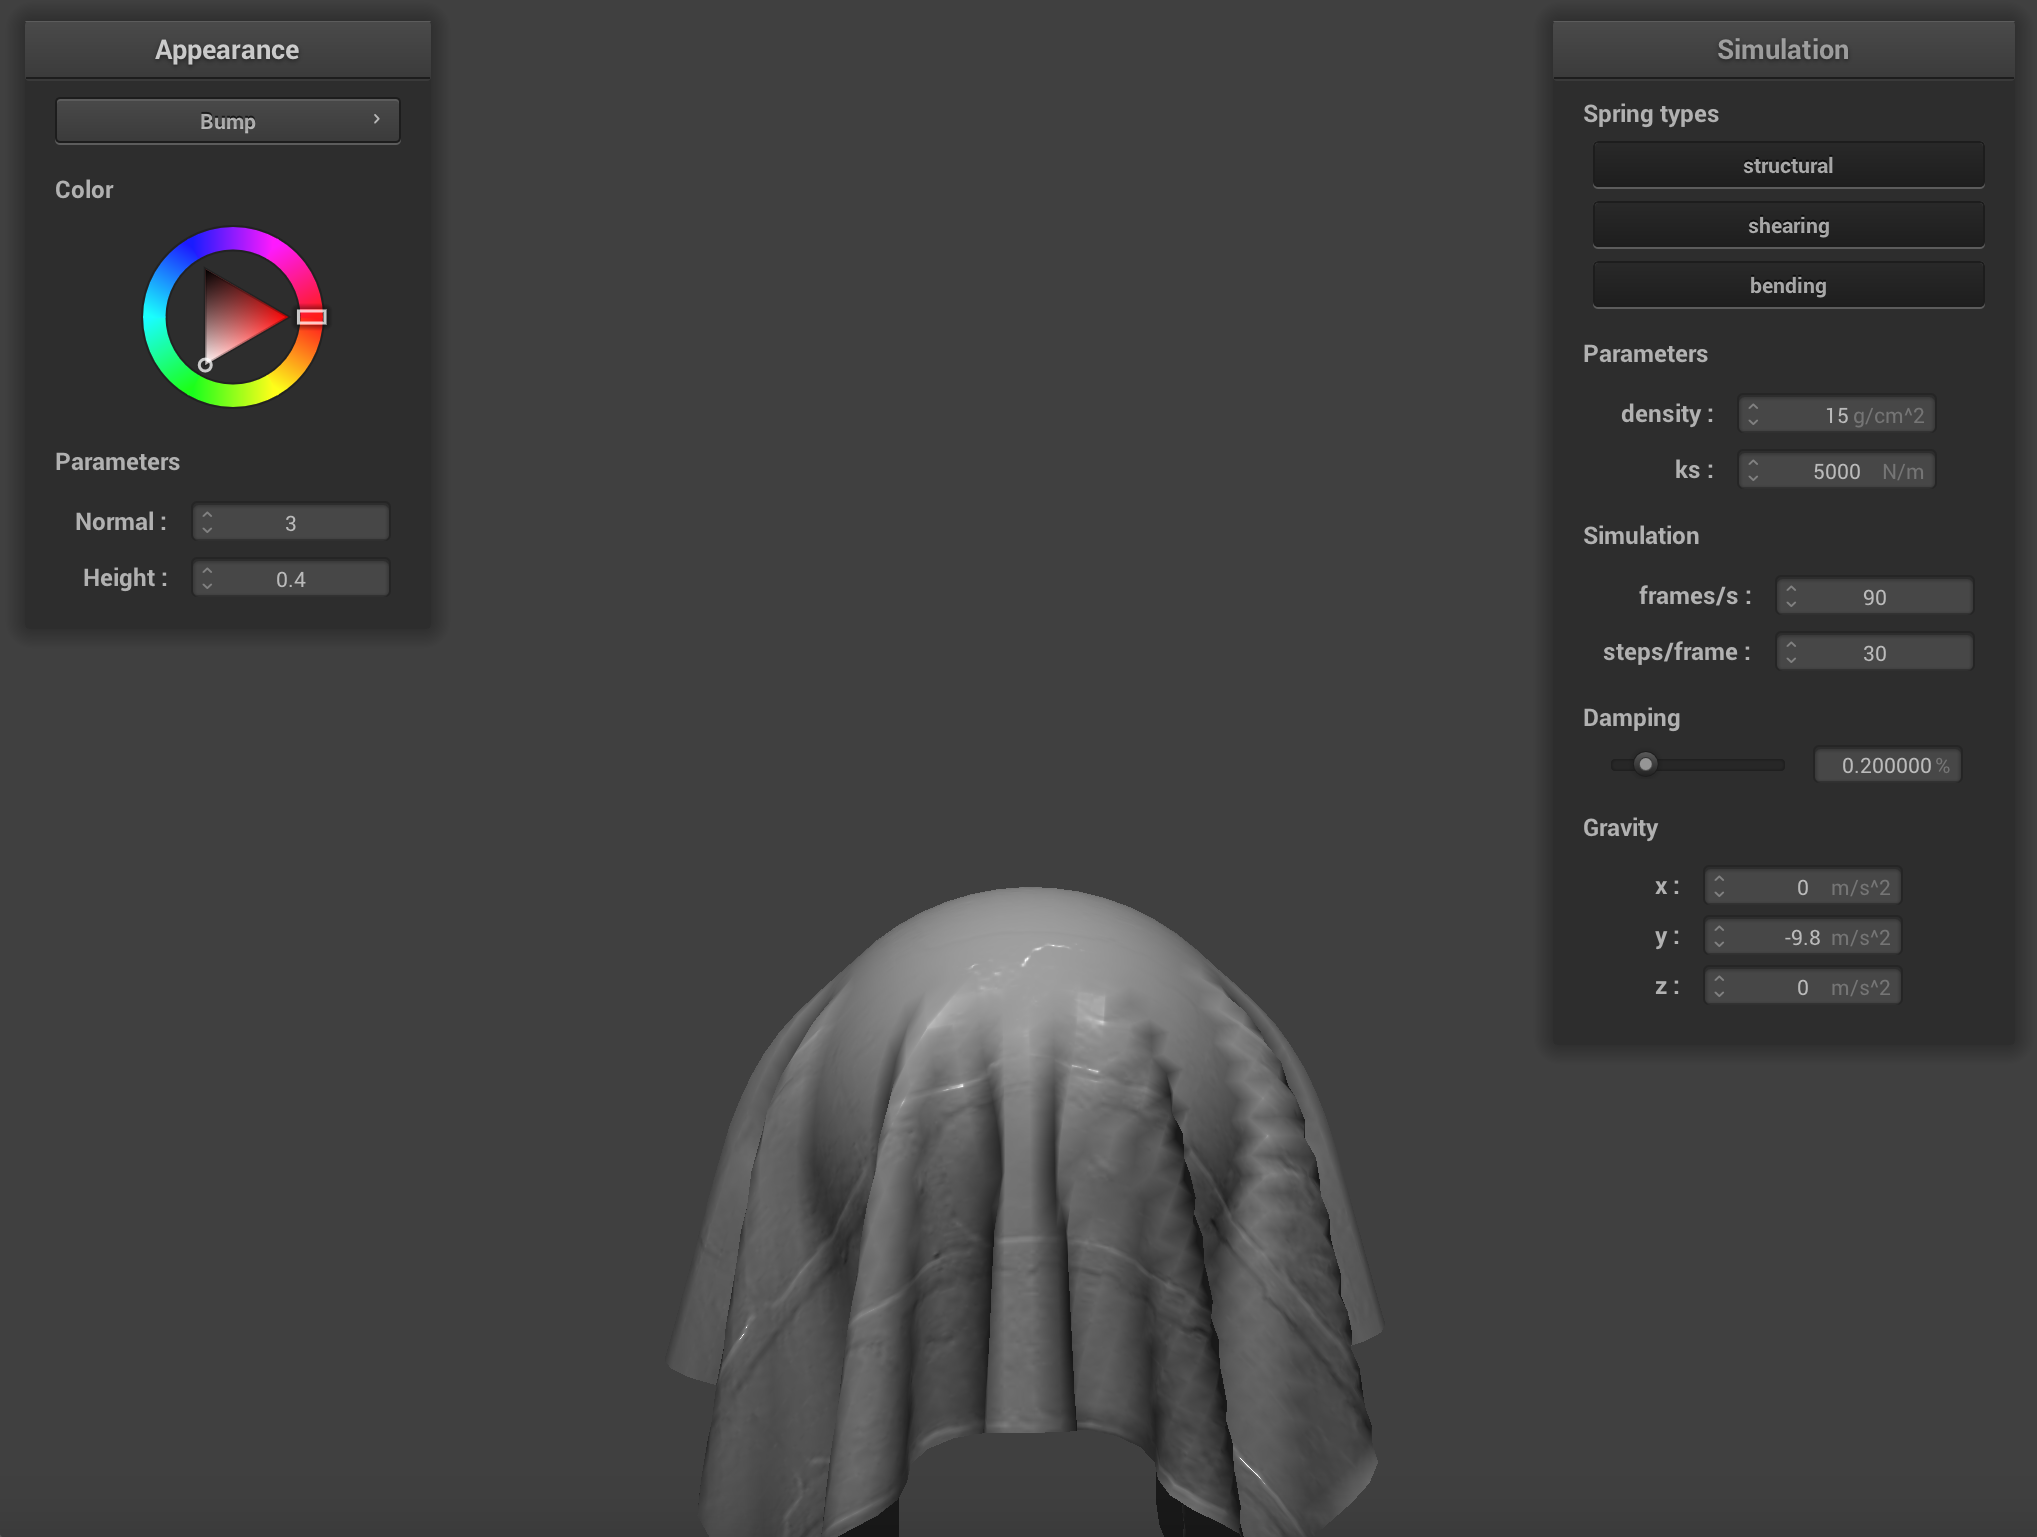 Appearance
Bump
Color
Parameters
Normal : 3
Height : 0.4
Simulation
Spring types
structural
shearing
bending
Parameters
density : 15 g/cm^2
ks : 5000 N/m
Simulation
frames/s : 90
steps/frame : 30
Damping
0.200000 %
Gravity
x : 0 m/s^2
y : -9.8 m/s^2
z : 0 m/s^2